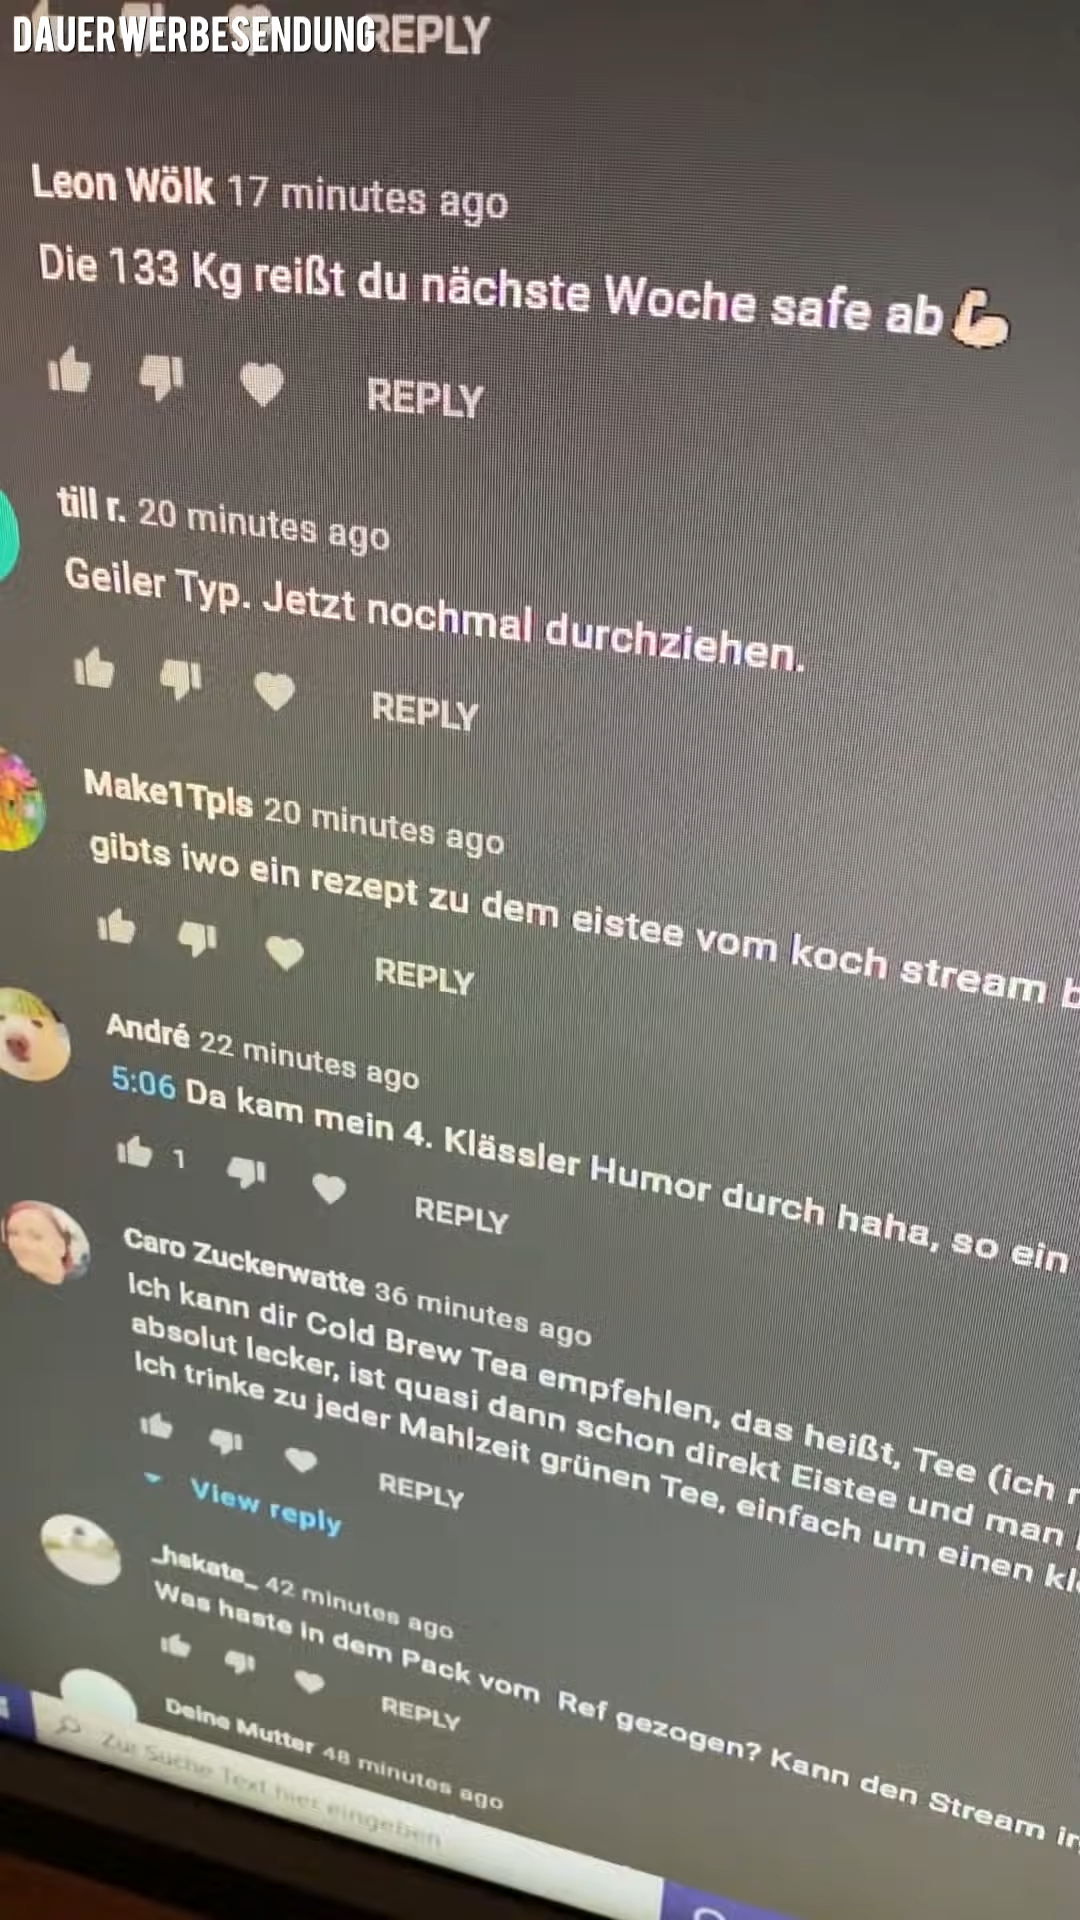 DAUERWERBESENDUNG
REPLY
Leon Wölk 17 minutes ago
Die 133 Kg reißt du nächste Woche safe ab💪🏻
REPLY
till r. 20 minutes ago
Geiler Typ. Jetzt nochmal durchziehen.
REPLY
Make1Tpls 20 minutes ago
gibts iwo ein rezept zu dem eistee vom koch stream
REPLY
André 22 minutes ago
5:06 Da kam mein 4. Klässler Humor durch haha, so ein
1 REPLY
Caro Zuckerwatte 36 minutes ago
Ich kann dir Cold Brew Tea empfehlen, das heißt, Tee (ich
absolut lecker, ist quasi dann schon direkt Eistee und man
Ich trinke zu jeder Mahlzeit grünen Tee, einfach um einen
REPLY
View reply
_hskate_ 42 minutes ago
Was haste in dem Pack vom Ref gezogen? Kann den Stream
REPLY
Deine Mutter 48 minutes ago
Zur Suche Text hier eingeben